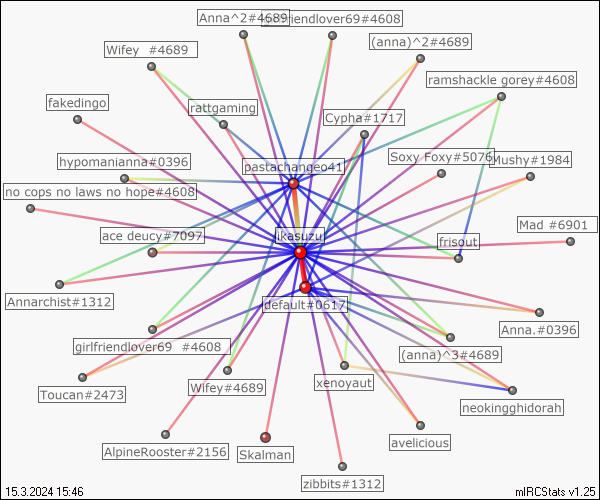 Anna^2#4689
girlfriendlover69#4608
(anna)^2#4689
Wifey  #4689
ramshackle gorey#4608
fakedingo
rattgaming
Cypha#1717
hypomanianna#0396
pastachangeo41
Soxy Foxy#5076
Mushy#1984
no cops no laws no hope#4608
Mad #6901
ace deucy#7097
ikasuzu
frisout
Annarchist#1312
default#0617
Anna.#0396
girlfriendlover69  #4608
(anna)^3#4689
Toucan#2473
Wifey#4689
xenoyaut
neokingghidorah
AlpineRooster#2156
Skalman
avelicious
zibbits#1312
15.3.2024 15:46
mIRCStats v1.25